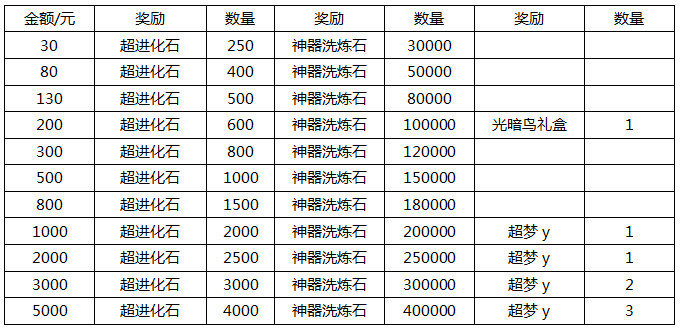 金额/元 奖励 数量 奖励 数量 奖励 数量
30 超进化石 250 神器洗炼石 30000
80 超进化石 400 神器洗炼石 50000
130 超进化石 500 神器洗炼石 80000
200 超进化石 600 神器洗炼石 100000 光暗鸟礼盒 1
300 超进化石 800 神器洗炼石 120000
500 超进化石 1000 神器洗炼石 150000
800 超进化石 1500 神器洗炼石 180000
1000 超进化石 2000 神器洗炼石 200000 超梦 y 1
2000 超进化石 2500 神器洗炼石 250000 超梦 y 1
3000 超进化石 3000 神器洗炼石 300000 超梦 y 2
5000 超进化石 4000 神器洗炼石 400000 超梦 y 3